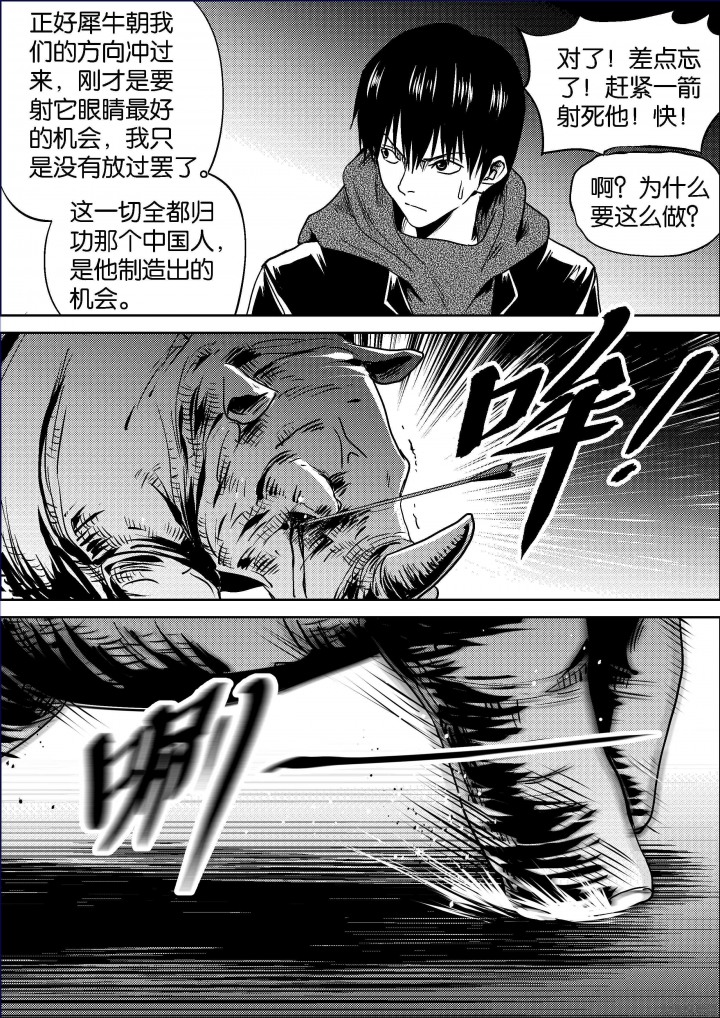 正好犀牛朝我
们的方向冲过
来，刚才是要
射它眼睛最好
的机会，我只
是没有放过罢了。
这一切全都归
功那个中国人，
是他制造出的
机会。
对了！差点忘
了！赶紧一箭
射死他！快！
啊？为什么
要这么做？
哞！
唰